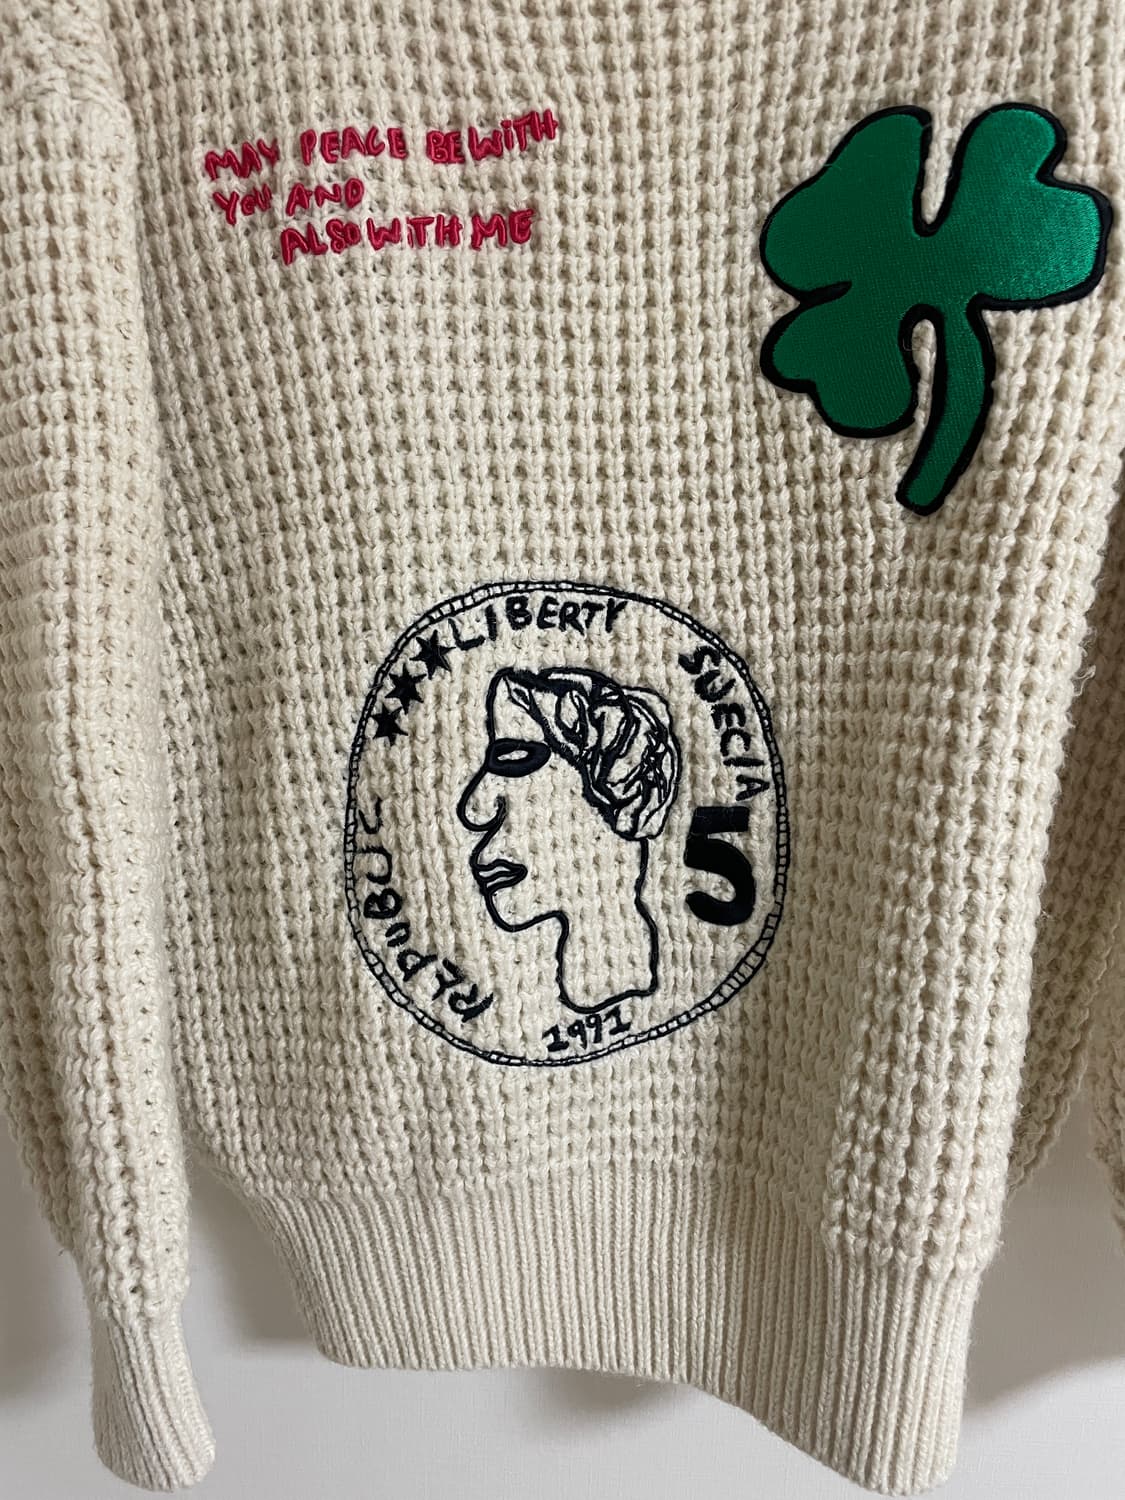 MAY PEACE BE WITH
YOU AND
ALSO WITH ME
LIBERTY
SUECIA
5
REPUBLIC
1991